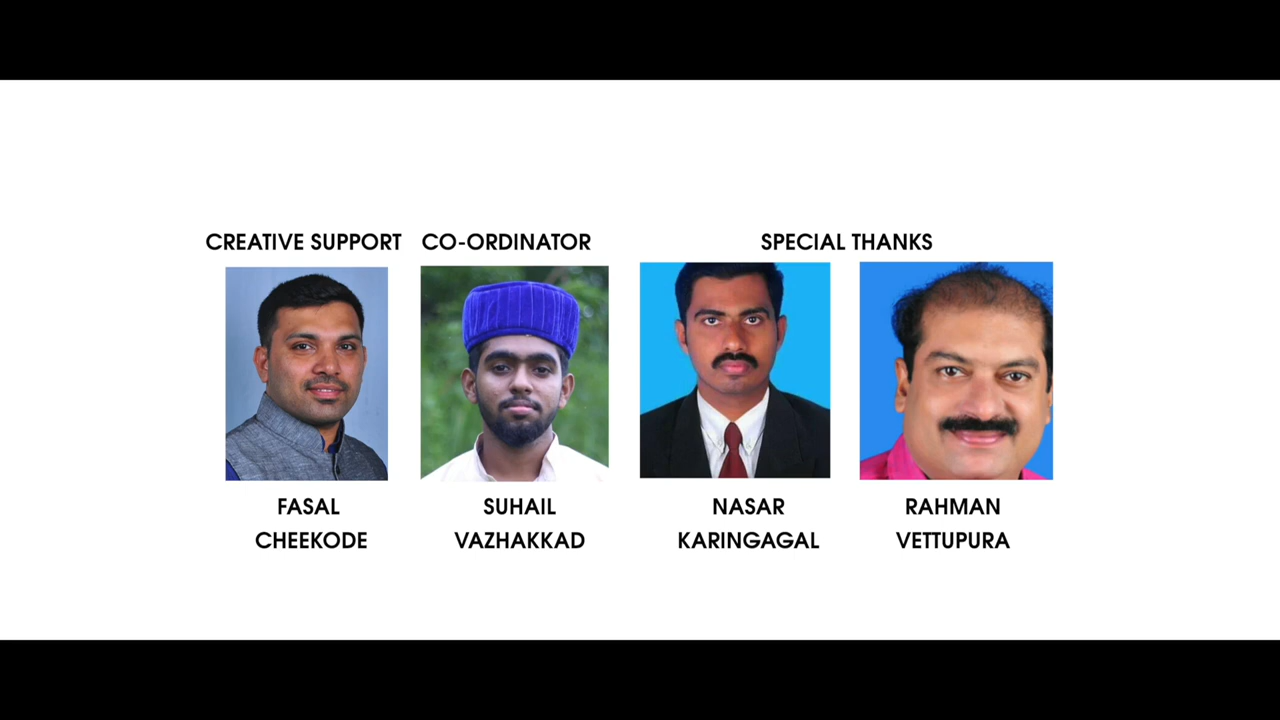 CREATIVE SUPPORT
CO-ORDINATOR
SPECIAL THANKS
FASAL
CHEEKODE
SUHAIL
VAZHAKKAD
NASAR
KARINGAGAL
RAHMAN
VETTUPURA